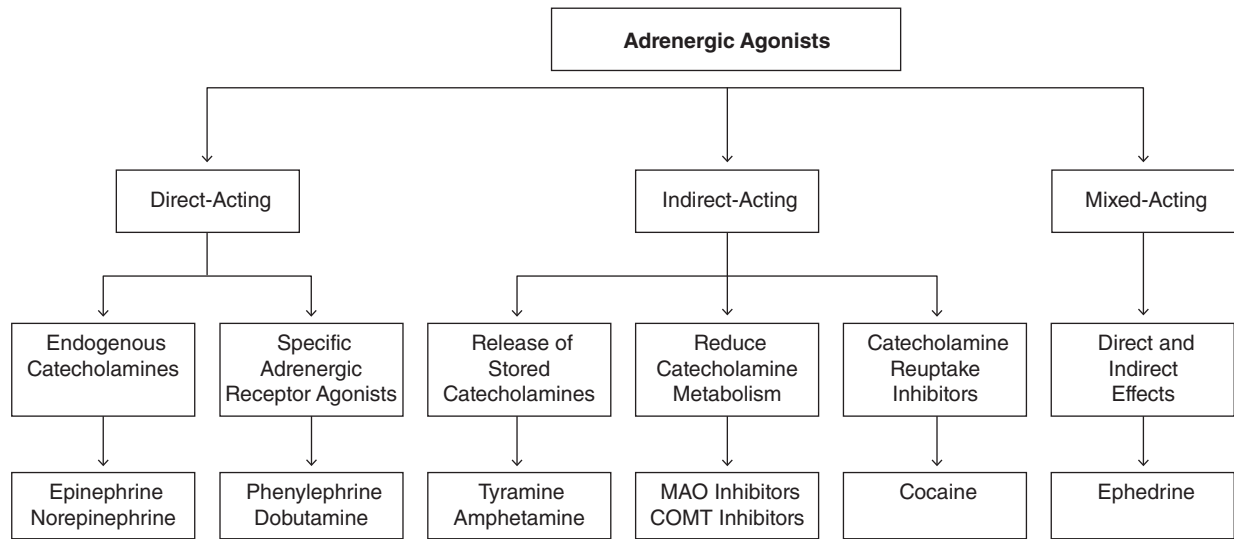 Adrenergic Agonists
Direct-Acting
Indirect-Acting
Mixed-Acting
Endogenous
Catecholamines
Specific
Adrenergic
Receptor Agonists
Release of
Stored
Catecholamines
Reduce
Catecholamine
Metabolism
Catecholamine
Reuptake
Inhibitors
Direct and
Indirect
Effects
Epinephrine
Norepinephrine
Phenylephrine
Dobutamine
Tyramine
Amphetamine
MAO Inhibitors
COMT Inhibitors
Cocaine
Ephedrine